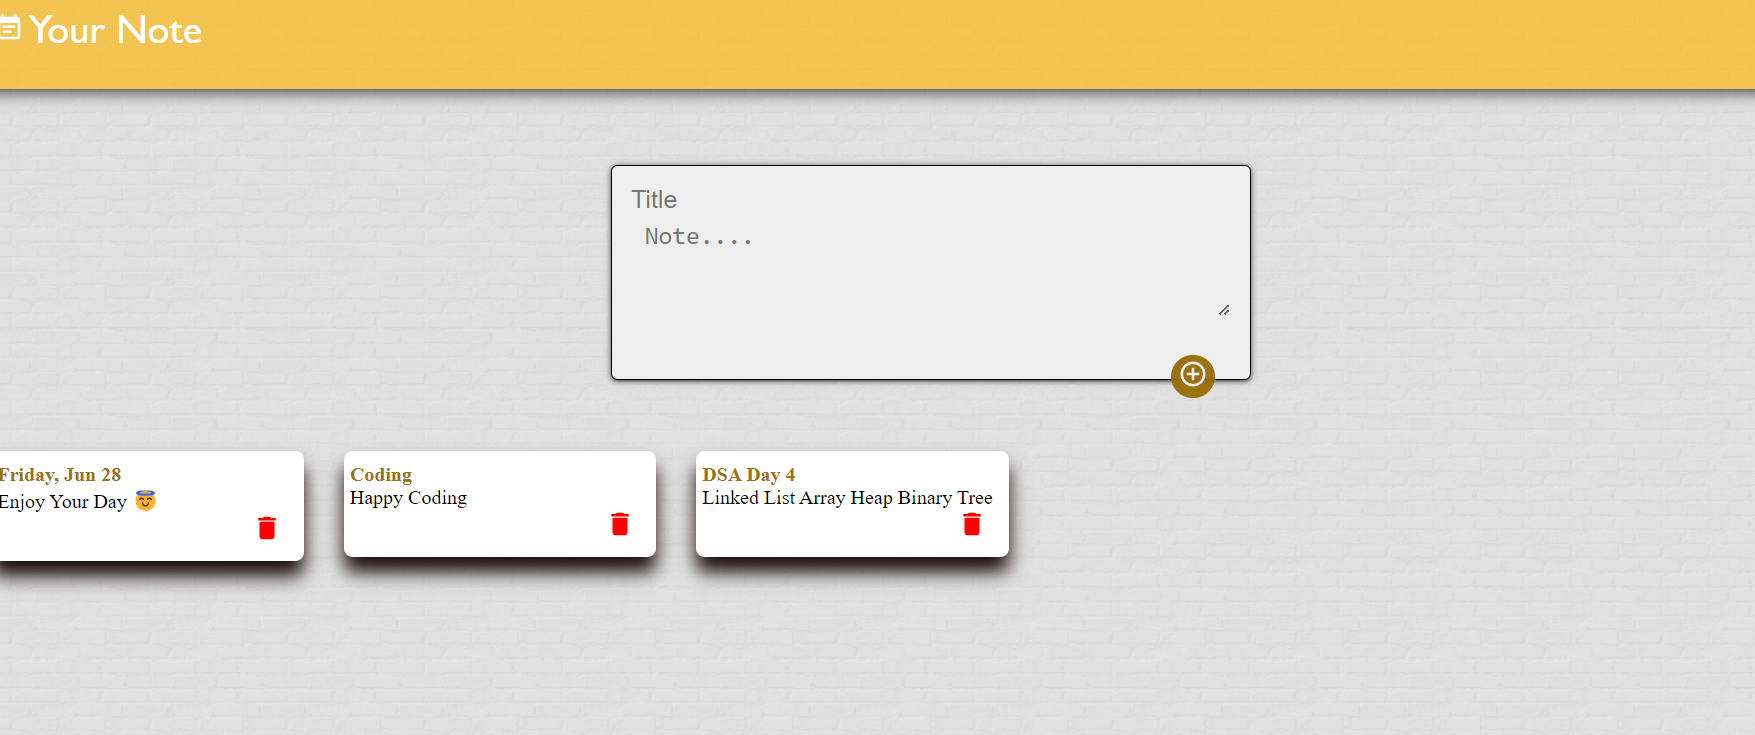 Your Note
Title
Note....
Friday, Jun 28
Enjoy Your Day 😇
Coding
Happy Coding
DSA Day 4
Linked List Array Heap Binary Tree